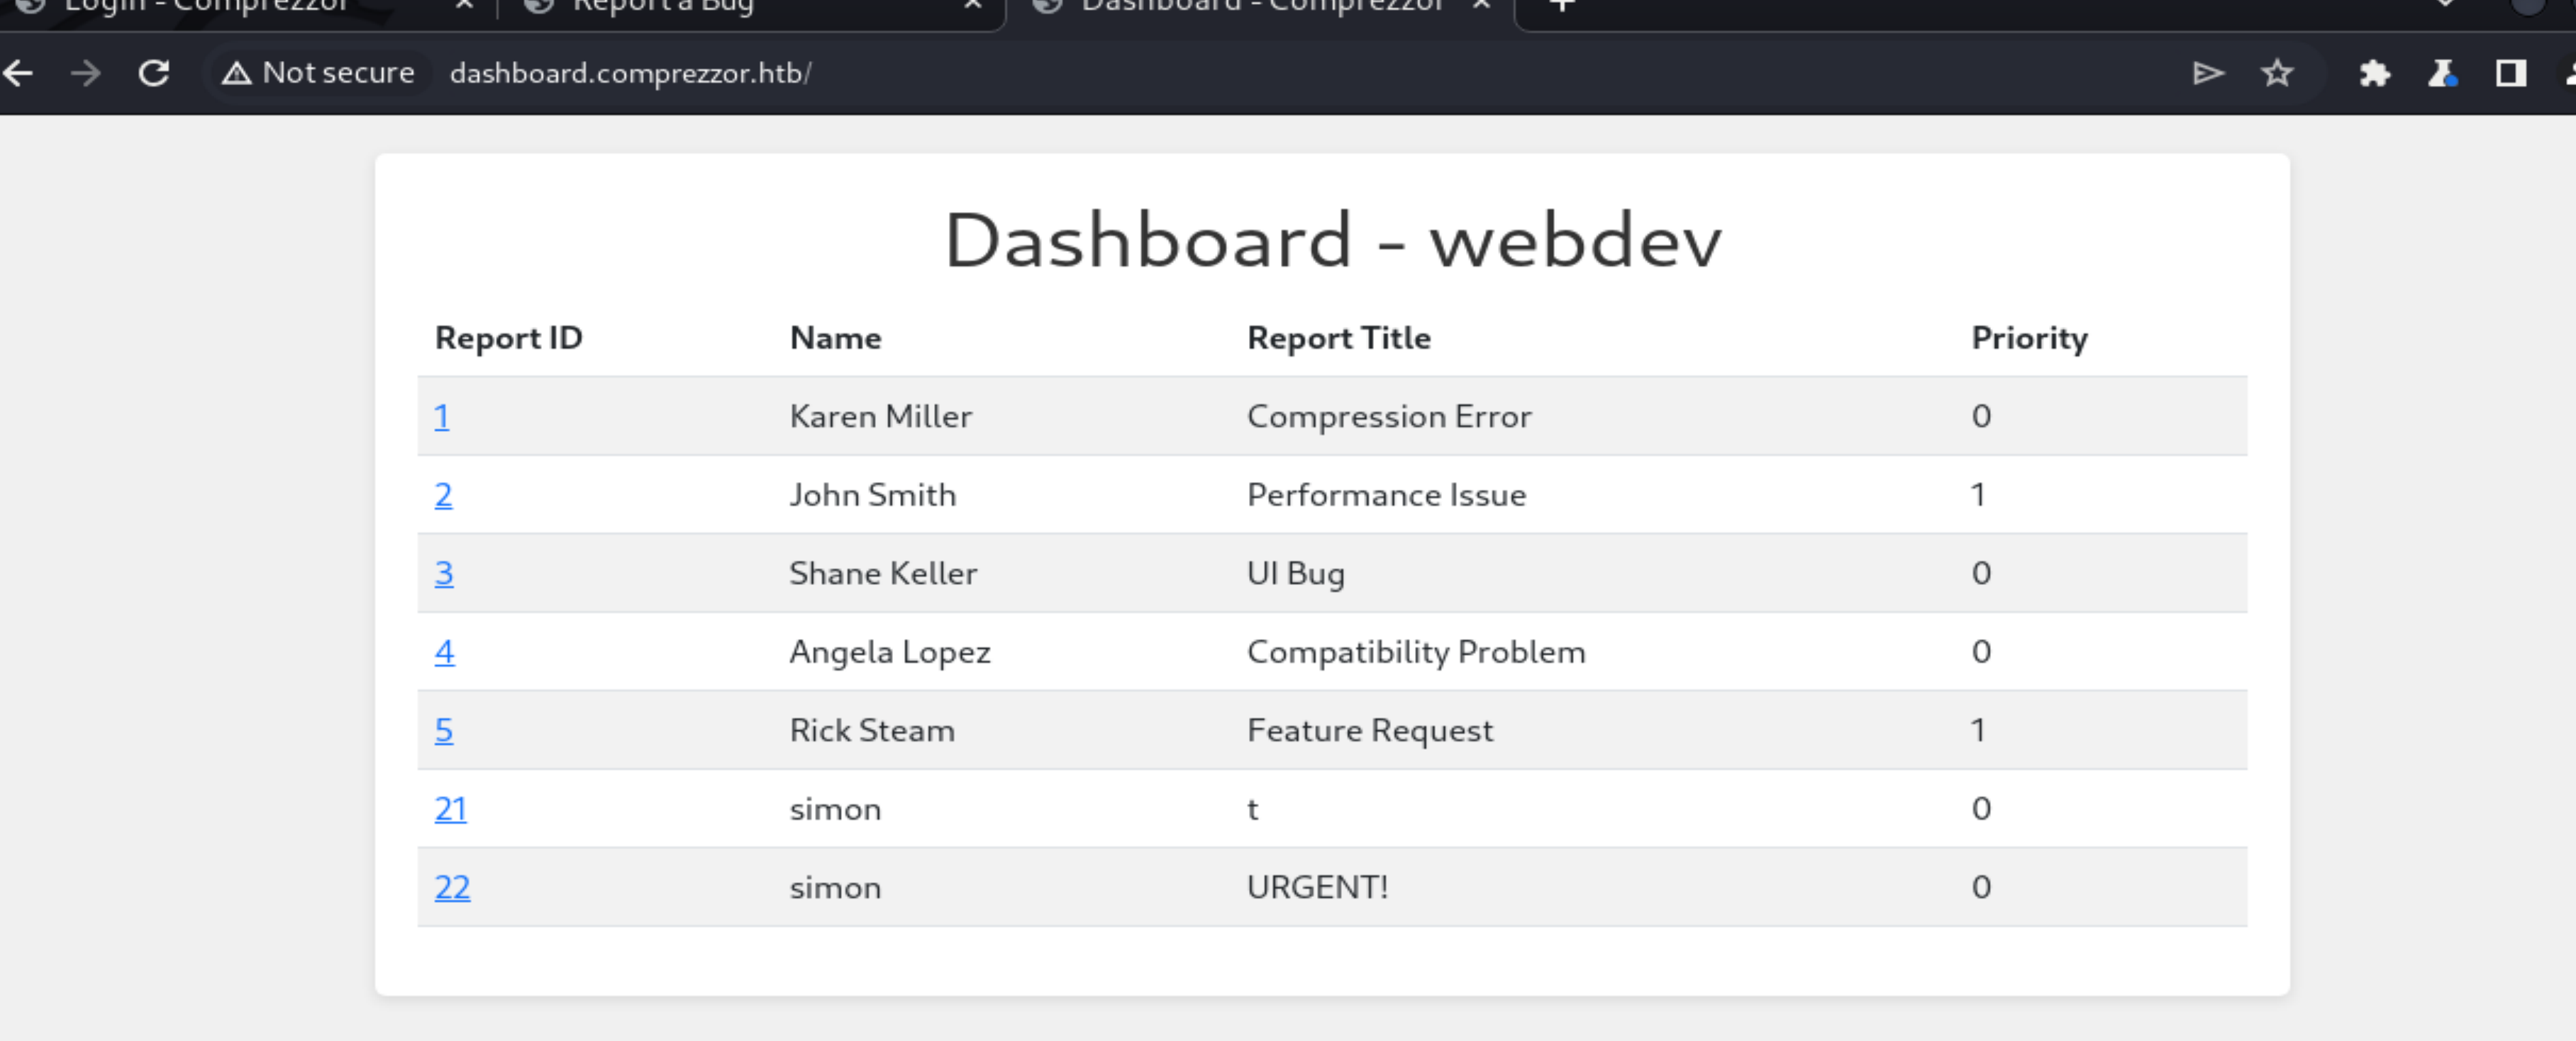 Login - Comprezzor Report a Bug Dashboard - Comprezzor
Not secure dashboard.comprezzor.htb/
Dashboard - webdev
Report ID Name Report Title Priority
1 Karen Miller Compression Error 0
2 John Smith Performance Issue 1
3 Shane Keller UI Bug 0
4 Angela Lopez Compatibility Problem 0
5 Rick Steam Feature Request 1
21 simon t 0
22 simon URGENT! 0